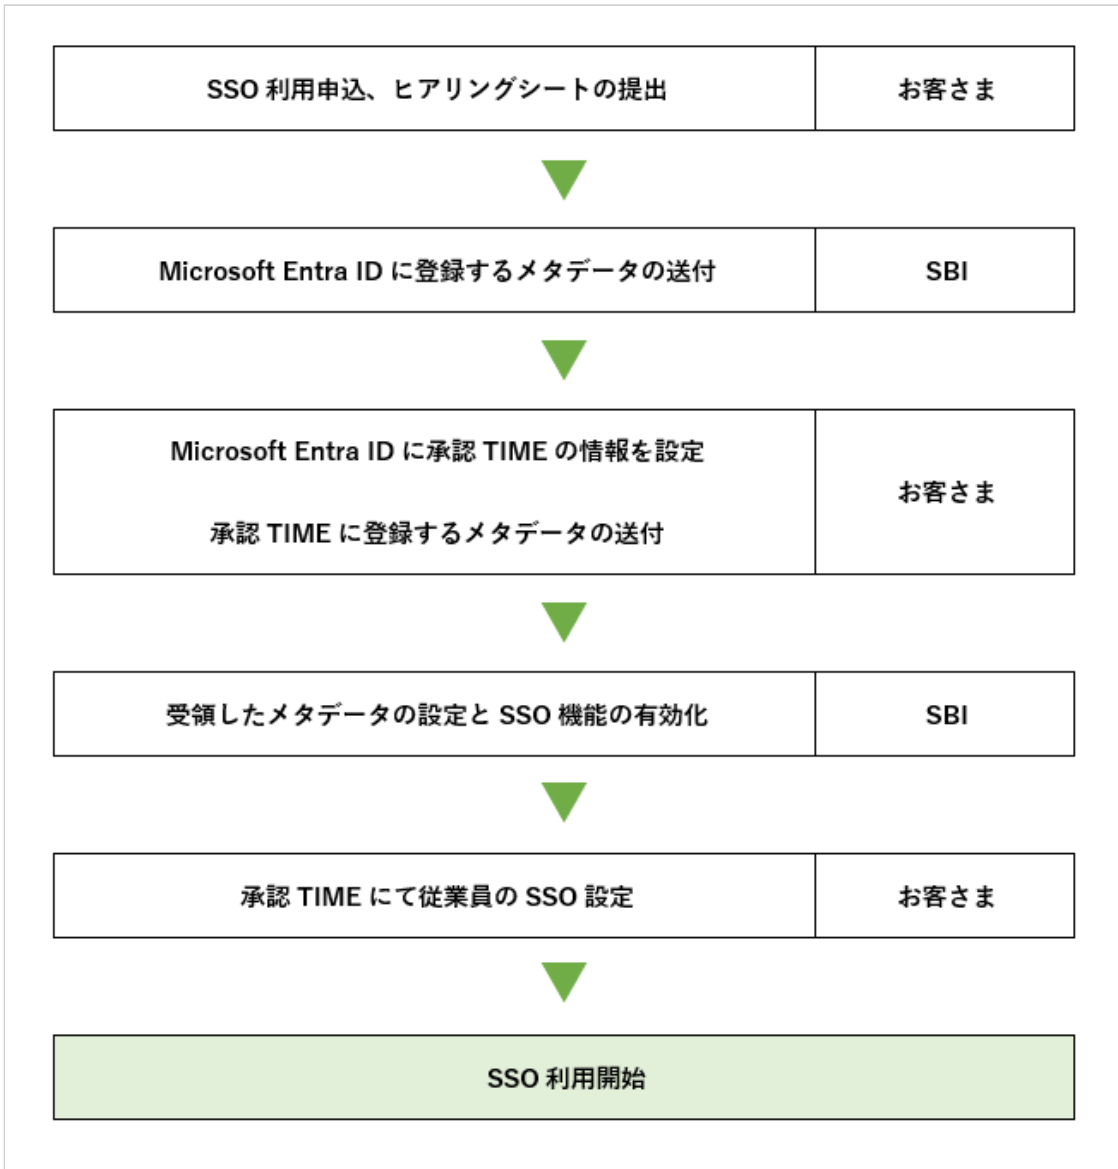 SSO 利用申込、ヒアリングシートの提出
お客さま
Microsoft Entra ID に登録するメタデータの送付
SBI
Microsoft Entra ID に承認 TIME の情報を設定
承認 TIME に登録するメタデータの送付
お客さま
受領したメタデータの設定と SSO 機能の有効化
SBI
承認 TIME にて従業員の SSO 設定
お客さま
SSO 利用開始